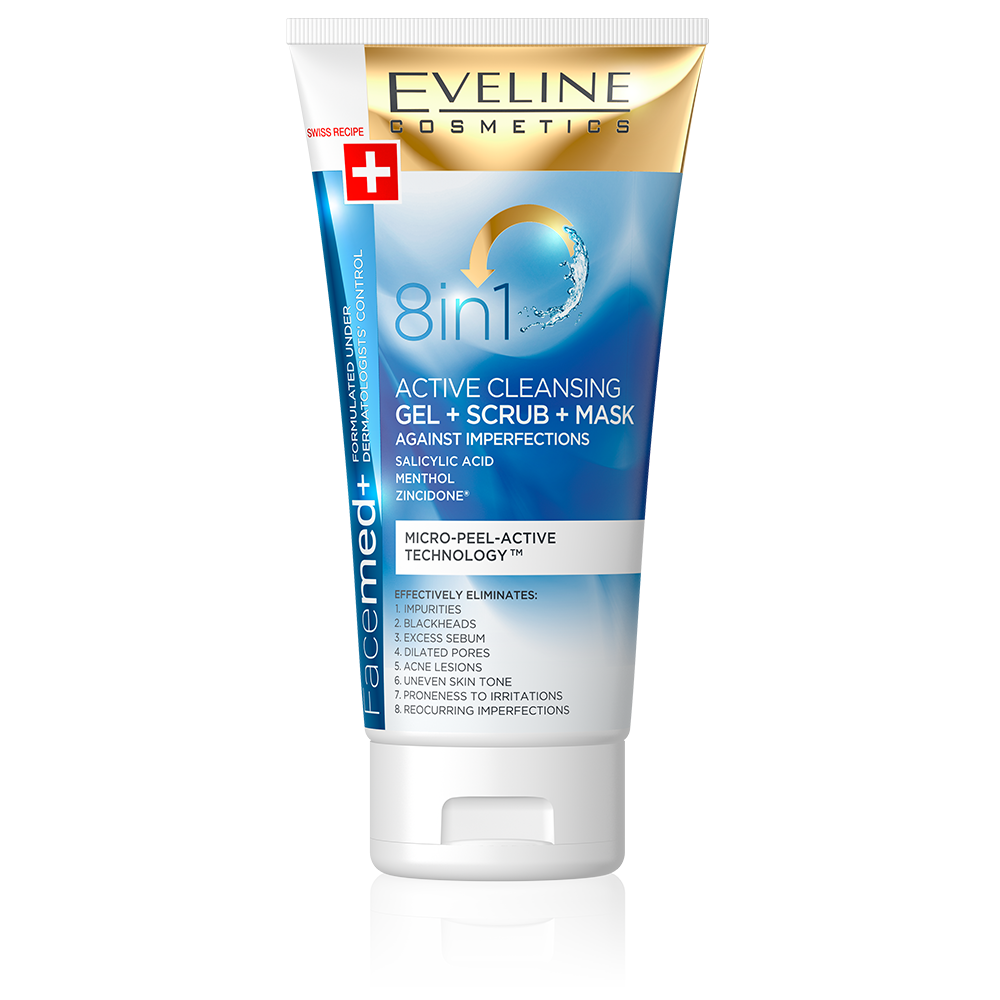 EVELINE
COSMETICS
SWISS RECIPE
8in1
ACTIVE CLEANSING
GEL + SCRUB + MASK
AGAINST IMPERFECTIONS
SALICYLIC ACID
MENTHOL
ZINCIDONE®
MICRO-PEEL-ACTIVE
TECHNOLOGY™
EFFECTIVELY ELIMINATES:
1. IMPURITIES
2. BLACKHEADS
3. EXCESS SEBUM
4. DILATED PORES
5. ACNE LESIONS
6. UNEVEN SKIN TONE
7. PRONENESS TO IRRITATIONS
8. REOCURRING IMPERFECTIONS
Facemed+
FORMULATED UNDER
DERMATOLOGISTS' CONTROL